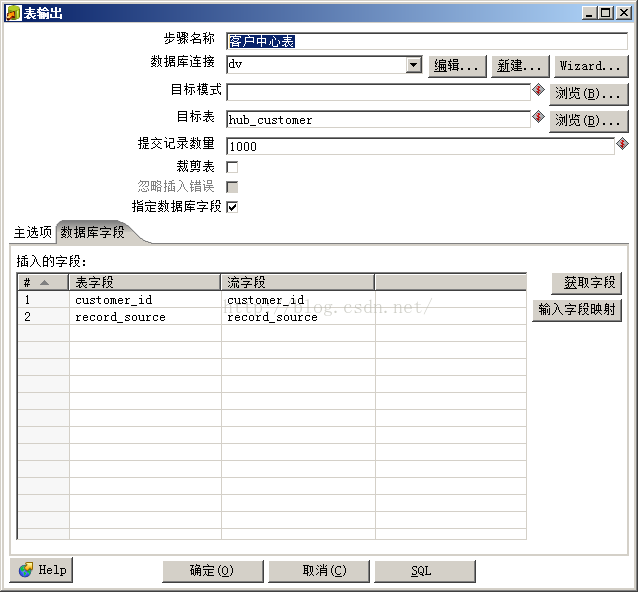 表输出
步骤名称 客户中心表
数据库连接 dv 编辑... 新建... Wizard...
目标模式 浏览(B)...
目标表 hub_customer 浏览(B)...
提交记录数量 1000
裁剪表
忽略插入错误
指定数据库字段
主选项 数据库字段
插入的字段:
# 表字段 流字段 获取字段
1 customer_id customer_id
2 record_source record_source 输入字段映射
http://blog.csdn.net/
Help 确定(O) 取消(C) SQL